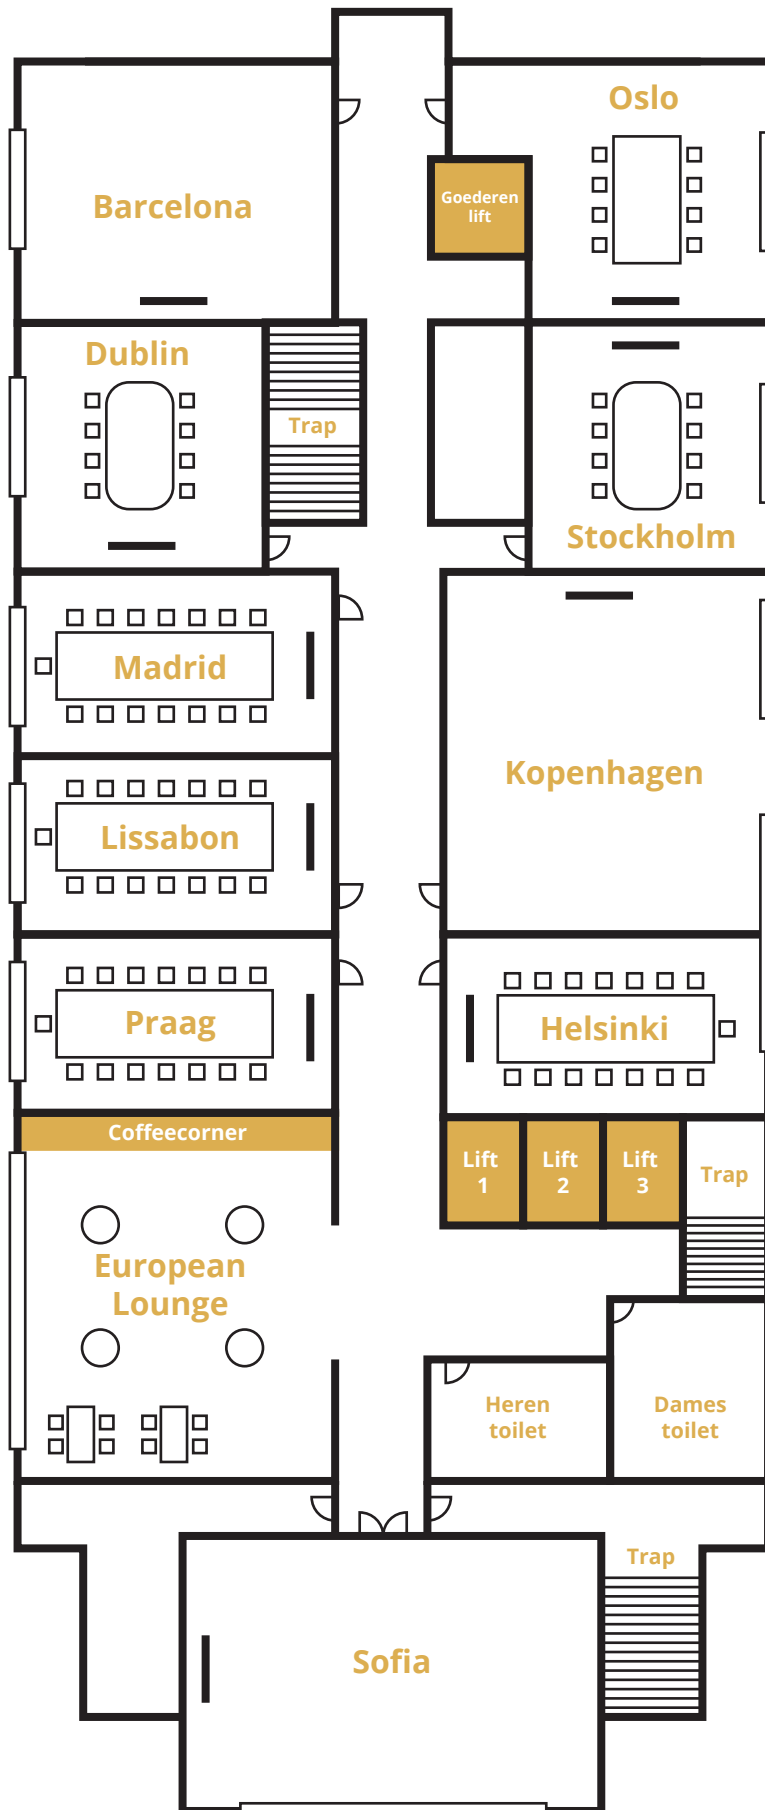 Oslo
Barcelona
Goederen
lift
Dublin
Trap
Stockholm
Madrid
Kopenhagen
Lissabon
Praag
Helsinki
Coffeecorner
Lift
1
Lift
2
Lift
3
Trap
European
Lounge
Heren
toilet
Dames
toilet
Trap
Sofia